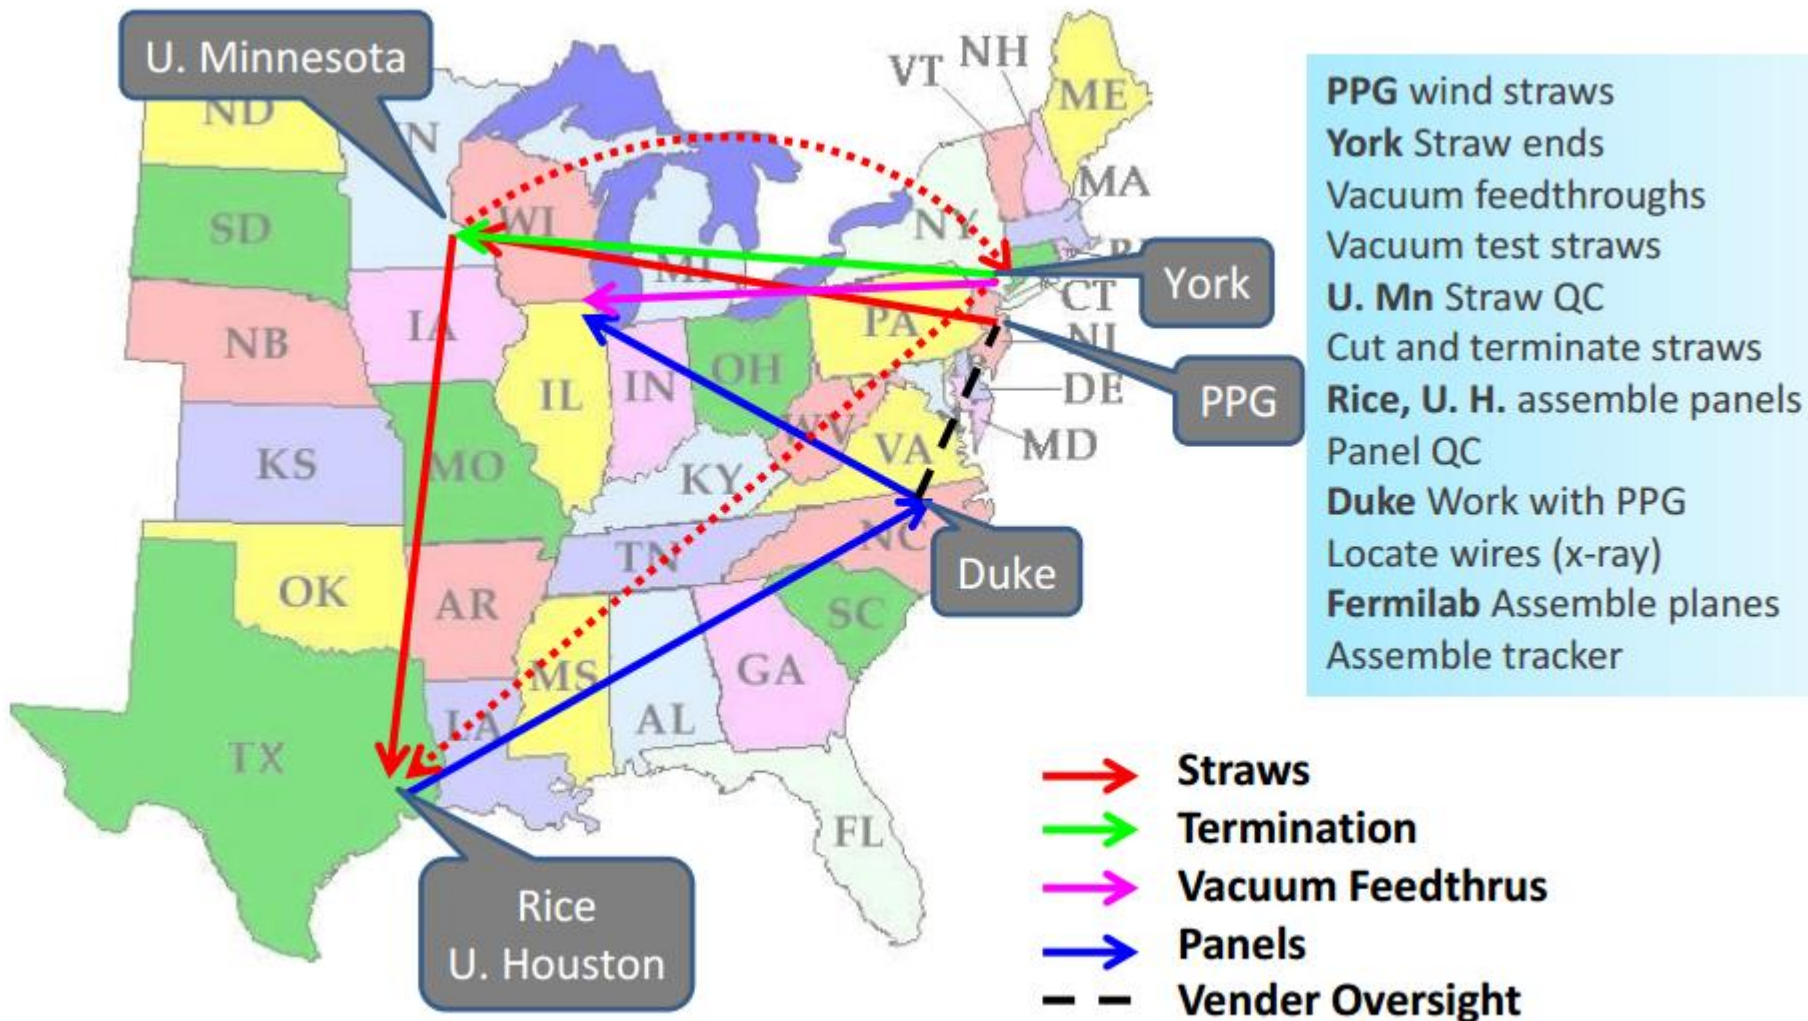 U. Minnesota
VT
NH
ME
ND
MN
MA
SD
WI
NY
MI
York
CT
NB
IA
PA
NJ
IL
IN
OH
DE
PPG
WV
VA
MD
KS
MO
KY
NC
TN
Duke
OK
AR
SC
MS
GA
TX
LA
AL
FL
Rice
U. Houston
PPG wind straws
York Straw ends
Vacuum feedthroughs
Vacuum test straws
U. Mn Straw QC
Cut and terminate straws
Rice, U. H. assemble panels
Panel QC
Duke Work with PPG
Locate wires (x-ray)
Fermilab Assemble planes
Assemble tracker
Straws
Termination
Vacuum Feedthrus
Panels
Vender Oversight